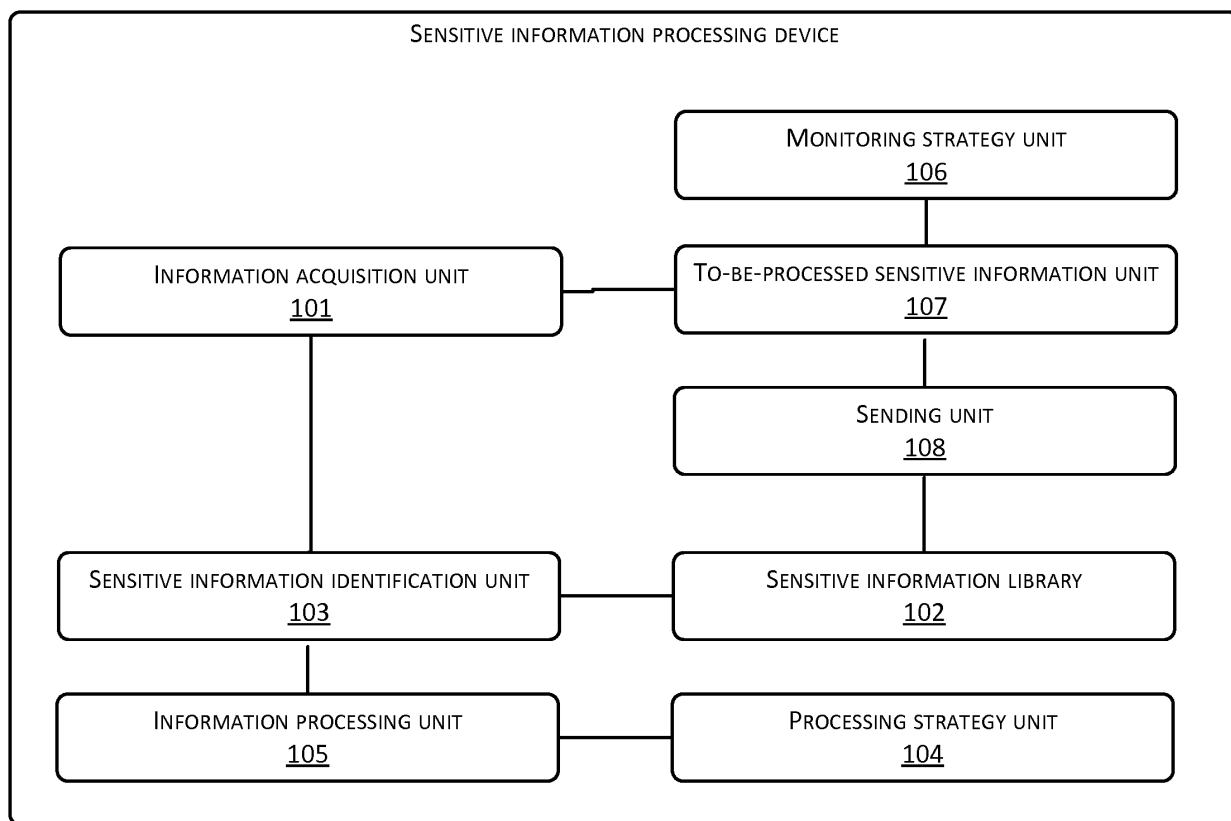 SENSITIVE INFORMATION PROCESSING DEVICE
MONITORING STRATEGY UNIT
106
INFORMATION ACQUISITION UNIT
101
TO-BE-PROCESSED SENSITIVE INFORMATION UNIT
107
SENDING UNIT
108
SENSITIVE INFORMATION IDENTIFICATION UNIT
103
SENSITIVE INFORMATION LIBRARY
102
INFORMATION PROCESSING UNIT
105
PROCESSING STRATEGY UNIT
104